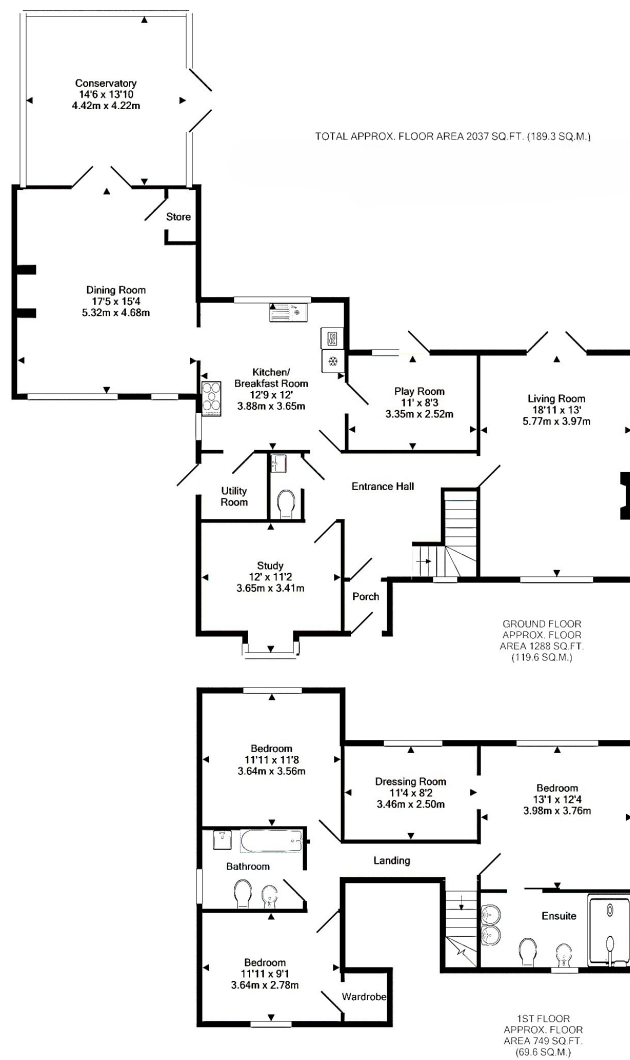 Conservatory
14'6 x 13'10
4.42m x 4.22m
TOTAL APPROX. FLOOR AREA 2037 SQ.FT. (189.3 SQ.M.)
Store
Dining Room
17'5 x 15'4
5.32m x 4.68m
Kitchen/
Breakfast Room
12'9 x 12'
3.88m x 3.65m
Play Room
11' x 8'3
3.35m x 2.52m
Living Room
18'11 x 13'
5.77m x 3.97m
Utility
Room
Entrance Hall
Study
12' x 11'2
3.65m x 3.41m
Porch
GROUND FLOOR
APPROX. FLOOR
AREA 1288 SQ.FT.
(119.6 SQ.M.)
Bedroom
11'11 x 11'8
3.64m x 3.56m
Dressing Room
11'4 x 8'2
3.46m x 2.50m
Bedroom
13'1 x 12'4
3.98m x 3.76m
Bathroom
Landing
Ensuite
Bedroom
11'11 x 9'1
3.64m x 2.78m
Wardrobe
1ST FLOOR
APPROX. FLOOR
AREA 749 SQ.FT.
(69.6 SQ.M.)